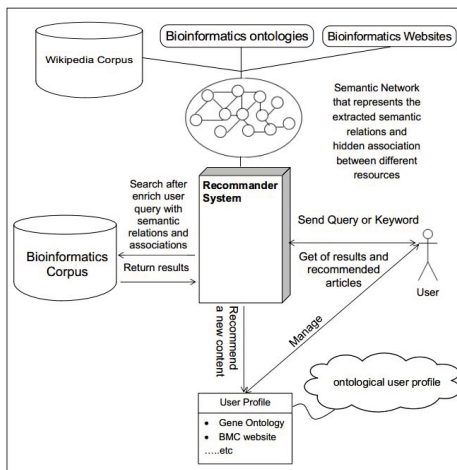 Bioinformatics ontologies
Bioinformatics Websites
Wikipedia Corpus
Semantic Network
that represents the
extracted semantic
relations and
hidden association
between different
resources
Recommander
System
Search after
enrich user
query with
semantic
relations and
associations
Return results
Bioinformatics
Corpus
Send Query or Keyword
Get of results and
recommended
articles
User
Recommend
a new content
Manage
ontological user profile
User Profile
• Gene Ontology
• BMC website
…..etc